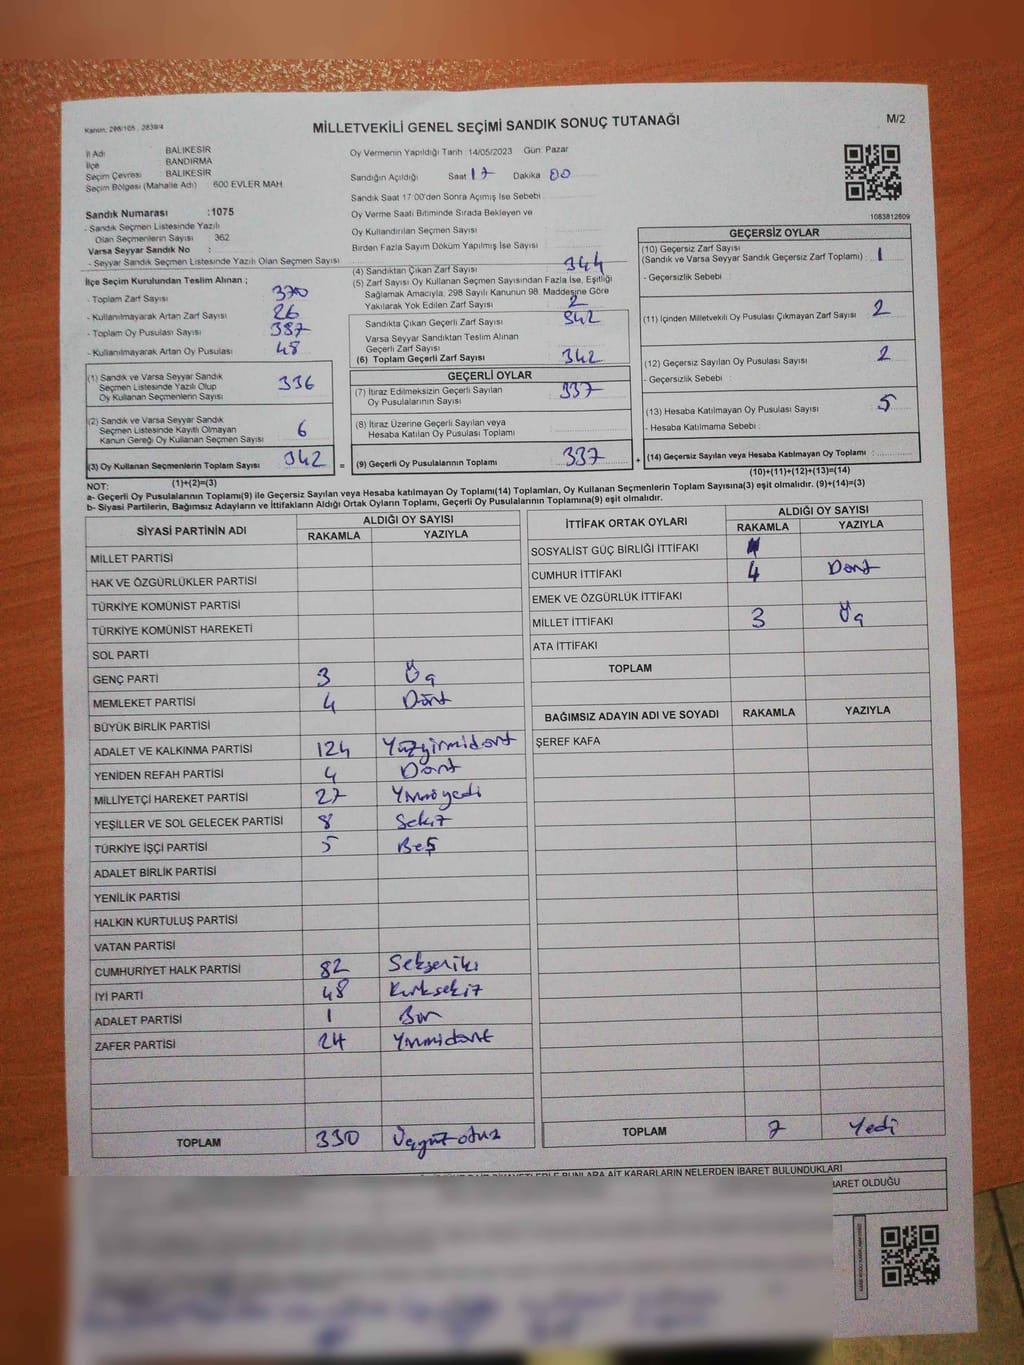 Kanun, 298/105 , 2839/4
MİLLETVEKİLİ GENEL SEÇİMİ SANDIK SONUÇ TUTANAĞI
M/2
İl Adı BALIKESİR
İlçe BANDIRMA
Seçim Çevresi BALIKESİR
Seçim Bölgesi (Mahalle Adı) 600 EVLER MAH.
Sandık Numarası :1075
- Sandık Seçmen Listesinde Yazılı
Olan Seçmenlerin Sayısı 362
Varsa Seyyar Sandık No :
- Seyyar Sandık Seçmen Listesinde Yazılı Olan Seçmen Sayısı
Oy Vermenin Yapıldığı Tarih :14/05/2023 Gün: Pazar
Sandığın Açıldığı Saat 17 Dakika 00
Sandık Saat 17:00'den Sonra Açımış İse Sebebi
Oy Verme Saati Bitiminde Sırada Bekleyen ve
Oy Kullandırılan Seçmen Sayısı
Birden Fazla Sayım Döküm Yapılmış İse Sayısı
1083812609
İlçe Seçim Kurulundan Teslim Alınan ;
- Toplam Zarf Sayısı 370
- Kullanılmayarak Artan Zarf Sayısı 26
- Toplam Oy Pusulası Sayısı 387
- Kullanılmayarak Artan Oy Pusulası 48
(1) Sandık ve Varsa Seyyar Sandık
Seçmen Listesinde Yazılı Olup
Oy Kullanan Seçmenlerin Sayısı 336
(2) Sandık ve Varsa Seyyar Sandık
Seçmen Listesinde Kayıtlı Olmayan
Kanun Gereği Oy Kullanan Seçmen Sayısı 6
(3) Oy Kullanan Seçmenlerin Toplam Sayısı 342
(1)+(2)=(3)
(4) Sandıktan Çıkan Zarf Sayısı 344
(5) Zarf Sayısı Oy Kullanan Seçmen Sayısından Fazla İse, Eşitliği
Sağlamak Amacıyla, 298 Sayılı Kanunun 98. Maddesine Göre
Yakılarak Yok Edilen Zarf Sayısı 2
Sandıkta Çıkan Geçerli Zarf Sayısı 342
Varsa Seyyar Sandıktan Teslim Alınan
Geçerli Zarf Sayısı
(6) Toplam Geçerli Zarf Sayısı 342
GEÇERLİ OYLAR
(7) İtiraz Edilmeksizin Geçerli Sayılan
Oy Pusulalarının Sayısı 337
(8) İtiraz Üzerine Geçerli Sayılan veya
Hesaba Katılan Oy Pusulası Toplamı
= (9) Geçerli Oy Pusulalarının Toplamı 337 +
GEÇERSİZ OYLAR
(10) Geçersiz Zarf Sayısı
(Sandık ve Varsa Seyyar Sandık Geçersiz Zarf Toplamı) 1
- Geçersizlik Sebebi :
(11) İçinden Milletvekili Oy Pusulası Çıkmayan Zarf Sayısı 2
(12) Geçersiz Sayılan Oy Pusulası Sayısı 2
- Geçersizlik Sebebi :
(13) Hesaba Katılmayan Oy Pusulası Sayısı 5
- Hesaba Katılmama Sebebi :
(14) Geçersiz Sayılan veya Hesaba Katılmayan Oy Toplamı :
(10)+(11)+(12)+(13)=(14)
NOT:
a- Geçerli Oy Pusulalarının Toplamı(9) ile Geçersiz Sayılan veya Hesaba katılmayan Oy Toplamı(14) Toplamları, Oy Kullanan Seçmenlerin Toplam Sayısına(3) eşit olmalıdır. (9)+(14)=(3)
b- Siyasi Partilerin, Bağımsız Adayların ve İttifakların Aldığı Ortak Oyların Toplamı, Geçerli Oy Pusulalarının Toplamına(9) eşit olmalıdır.
SİYASİ PARTİNİN ADI ALDIĞI OY SAYISI
RAKAMLA YAZIYLA
MİLLET PARTİSİ
HAK VE ÖZGÜRLÜKLER PARTİSİ
TÜRKİYE KOMÜNİST PARTİSİ
TÜRKİYE KOMÜNİST HAREKETİ
SOL PARTİ
GENÇ PARTİ 3 Üç
MEMLEKET PARTİSİ 4 Dört
BÜYÜK BİRLİK PARTİSİ
ADALET VE KALKINMA PARTİSİ 124 Yüzyirmidört
YENİDEN REFAH PARTİSİ 4 Dört
MİLLİYETÇİ HAREKET PARTİSİ 27 Yirmiyedi
YEŞİLLER VE SOL GELECEK PARTİSİ 8 Sekiz
TÜRKİYE İŞÇİ PARTİSİ 5 Beş
ADALET BİRLİK PARTİSİ
YENİLİK PARTİSİ
HALKIN KURTULUŞ PARTİSİ
VATAN PARTİSİ
CUMHURİYET HALK PARTİSİ 82 Sekseniki
İYİ PARTİ 48 Kırksekiz
ADALET PARTİSİ 1 Bir
ZAFER PARTİSİ 24 Yirmidört
TOPLAM 330 Üçyüzotuz
İTTİFAK ORTAK OYLARI ALDIĞI OY SAYISI
RAKAMLA YAZIYLA
SOSYALİST GÜÇ BİRLİĞİ İTTİFAKI
CUMHUR İTTİFAKI 4 Dört
EMEK VE ÖZGÜRLÜK İTTİFAKI
MİLLET İTTİFAKI 3 Üç
ATA İTTİFAKI
TOPLAM
BAĞIMSIZ ADAYIN ADI VE SOYADI RAKAMLA YAZIYLA
ŞEREF KAFA
TOPLAM 7 Yedi
BUNLARA AİT KARARLARIN NELERDEN İBARET BULUNDUKLARI
İBARET OLDUĞU